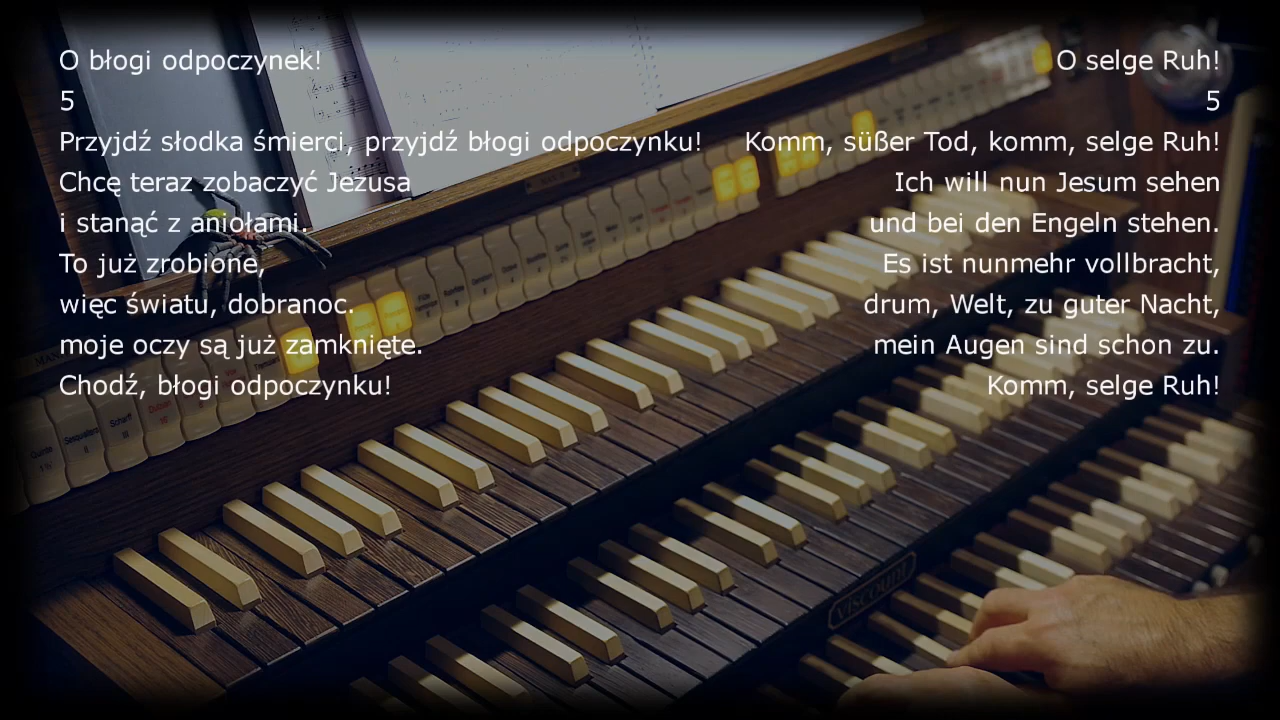 O błogi odpoczynek!
5
Przyjdź słodka śmierci, przyjdź błogi odpoczynku!
Chcę teraz zobaczyć Jezusa
i stanąć z aniołami.
To już zrobione,
więc światu, dobranoc.
moje oczy są już zamknięte.
Chodź, błogi odpoczynku!
O selge Ruh!
5
Komm, süßer Tod, komm, selge Ruh!
Ich will nun Jesum sehen
und bei den Engeln stehen.
Es ist nunmehr vollbracht,
drum, Welt, zu guter Nacht,
mein Augen sind schon zu.
Komm, selge Ruh!
VISCOUNT